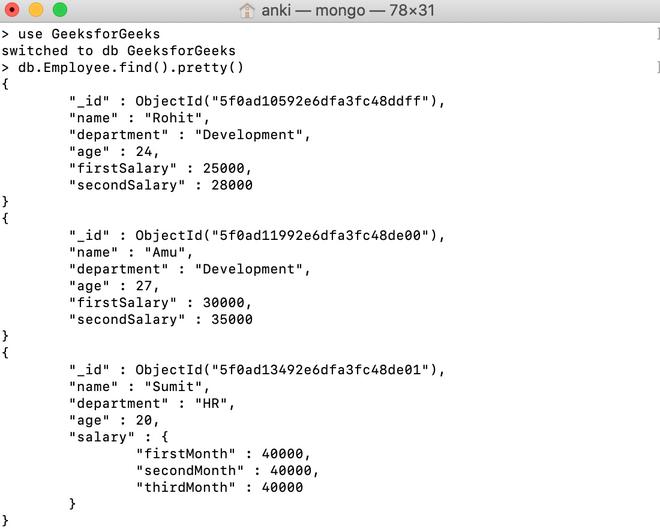 anki — mongo — 78×31
> use GeeksforGeeks
switched to db GeeksforGeeks
> db.Employee.find().pretty()
{
        "_id" : ObjectId("5f0ad10592e6dfa3fc48ddff"),
        "name" : "Rohit",
        "department" : "Development",
        "age" : 24,
        "firstSalary" : 25000,
        "secondSalary" : 28000
}
{
        "_id" : ObjectId("5f0ad11992e6dfa3fc48de00"),
        "name" : "Amu",
        "department" : "Development",
        "age" : 27,
        "firstSalary" : 30000,
        "secondSalary" : 35000
}
{
        "_id" : ObjectId("5f0ad13492e6dfa3fc48de01"),
        "name" : "Sumit",
        "department" : "HR",
        "age" : 20,
        "salary" : {
                "firstMonth" : 40000,
                "secondMonth" : 40000,
                "thirdMonth" : 40000
        }
}